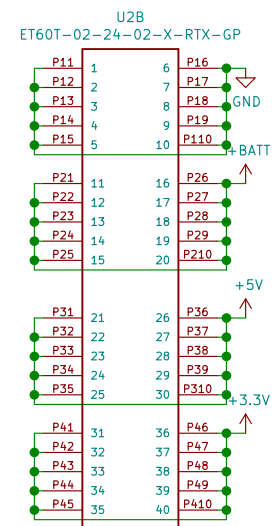 U2B
ET60T-02-24-02-X-RTX-GP
P11 1 6 P16
P12 2 7 P17
GND
P13 3 8 P18
P14 4 9 P19
P15 5 10 P110
+BATT
P21 11 16 P26
P22 12 17 P27
P23 13 18 P28
P24 14 19 P29
P25 15 20 P210
+5V
P31 21 26 P36
P32 22 27 P37
P33 23 28 P38
P34 24 29 P39
P35 25 30 P310
+3.3V
P41 31 36 P46
P42 32 37 P47
P43 33 38 P48
P44 34 39 P49
P45 35 40 P410